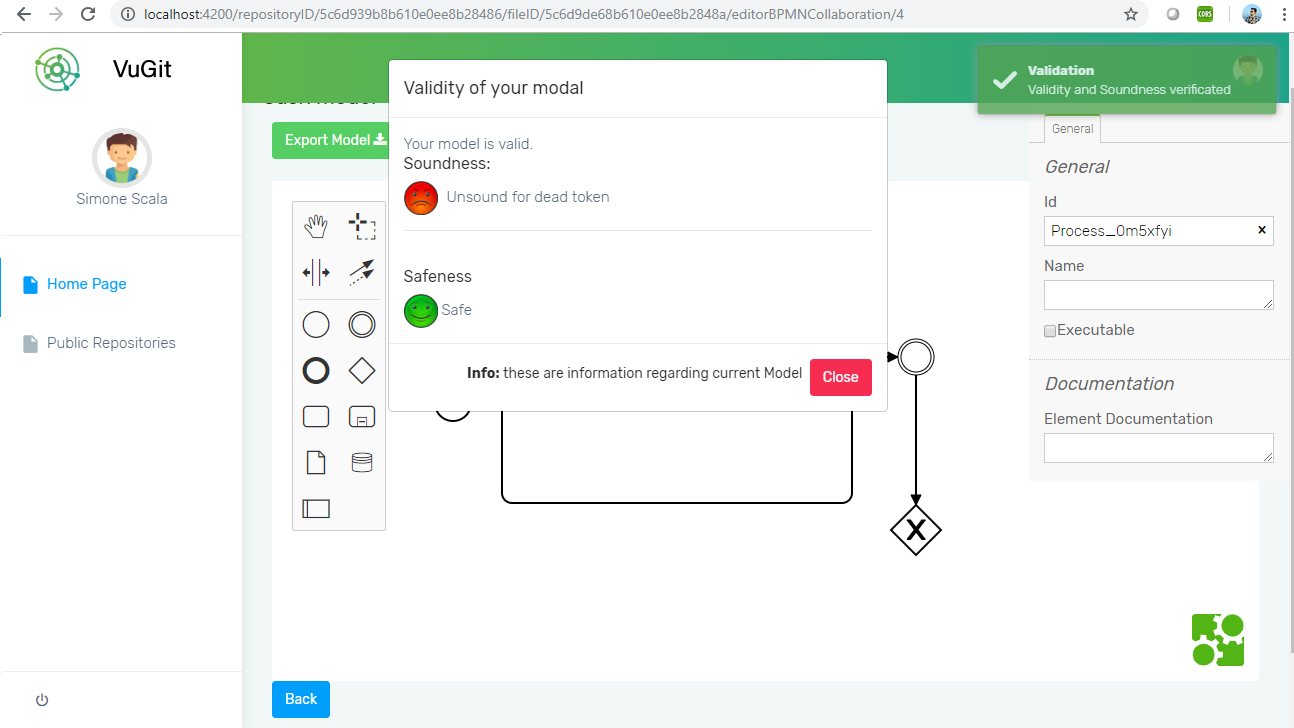 localhost:4200/repositoryID/5c6d939b8b610e0ee8b28486/fileID/5c6d9de68b610e0ee8b2848a/editorBPMNCollaboration/4
CORS
VuGit
Simone Scala
Home Page
Public Repositories
Export Model
Validity of your modal
Your model is valid.
Soundness:
Unsound for dead token
Safeness
Safe
Info: these are information regarding current Model
Close
Validation
Validity and Soundness verificated
General
General
Id
Process_0m5xfyi
×
Name
Executable
Documentation
Element Documentation
X
Back